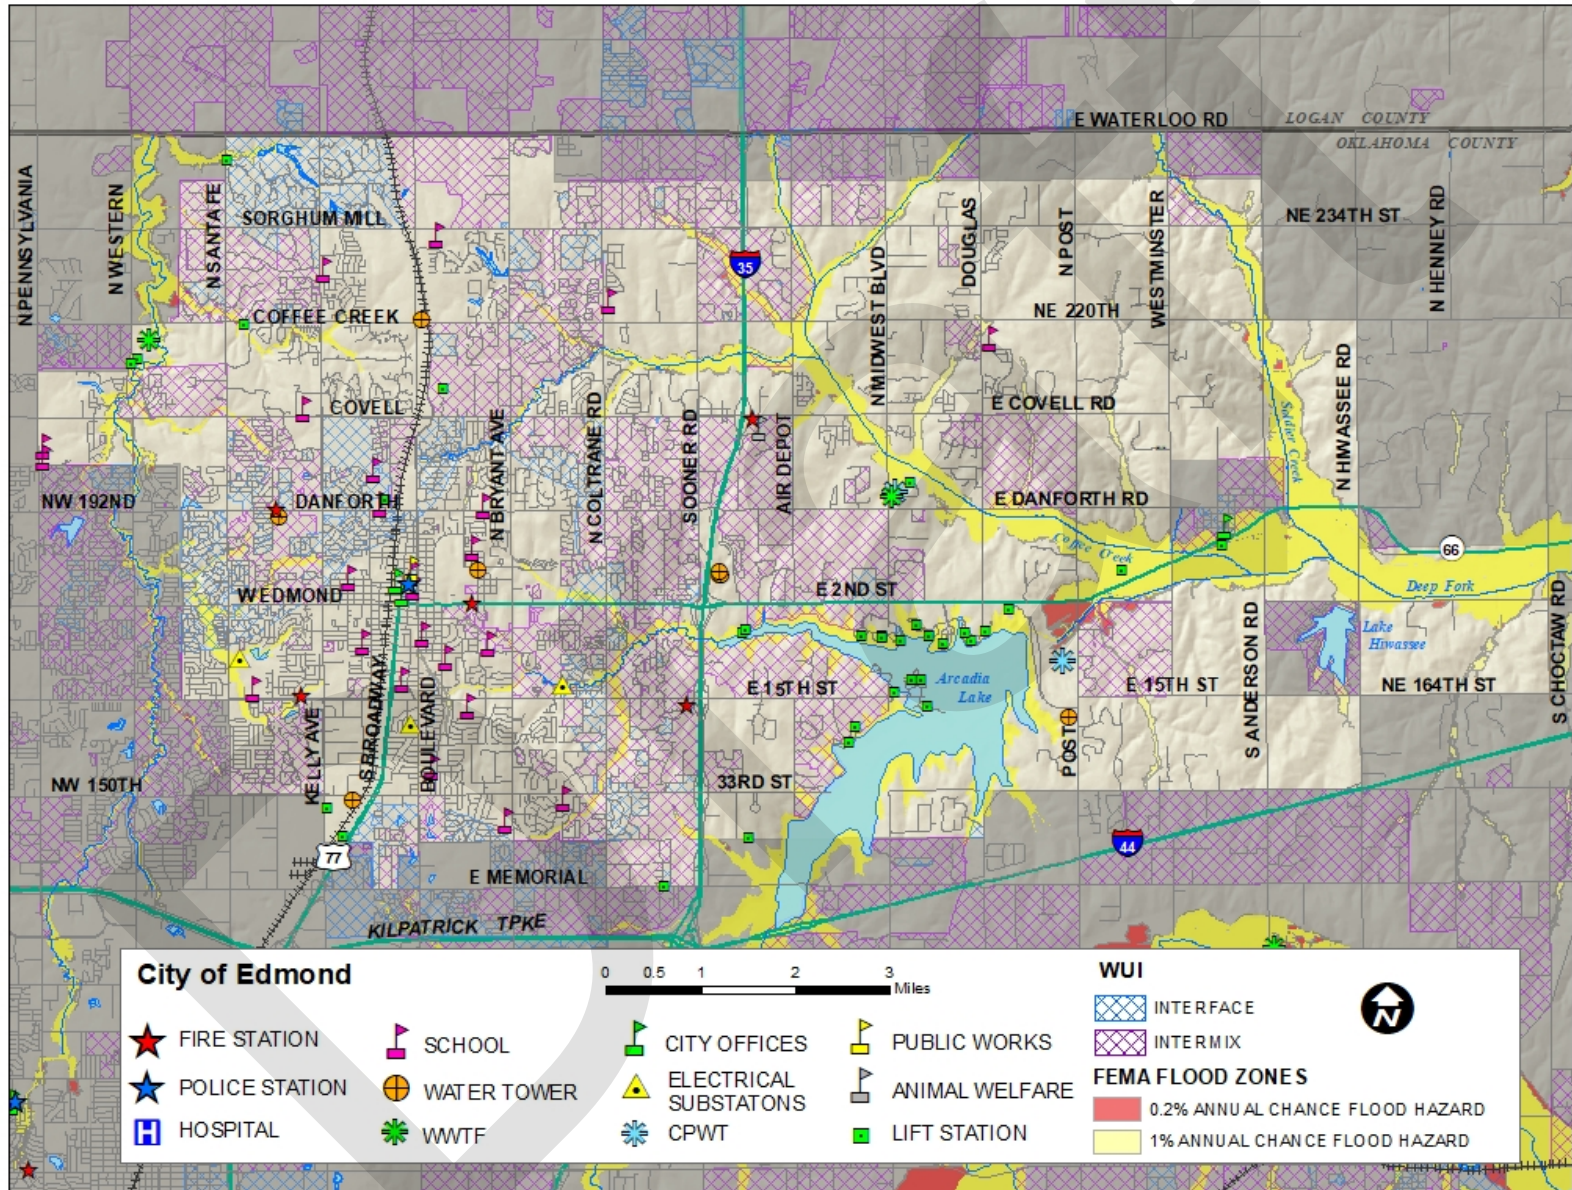 E WATERLOO RD
LOGAN COUNTY
OKLAHOMA COUNTY
N PENNSYLVANIA
N WESTERN
N SANTA FE
SORGHUM MILL
35
N MIDWEST BLVD
DOUGLAS
N POST
WESTMINSTER
NE 234TH ST
N HENNEY RD
COFFEE CREEK
NE 220TH
COVELL
E COVELL RD
N BRYANT AVE
N COLTRANE RD
SOONER RD
AIR DEPOT
Soldier Creek
N HIWASSEE RD
NW 192ND
DANFORTH
E DANFORTH RD
Coffee Creek
66
W EDMOND
E 2ND ST
Deep Fork
S CHOCTAW RD
Lake
Hiwassee
S ANDERSON RD
E 15TH ST
Arcadia
Lake
E 15TH ST
NE 164TH ST
KELLY AVE
S BROADWAY
BOULEVARD
POST
NW 150TH
33RD ST
44
77
E MEMORIAL
KILPATRICK TPKE
City of Edmond
0 0.5 1 2 3
Miles
FIRE STATION
POLICE STATION
H HOSPITAL
SCHOOL
WATER TOWER
WWTF
CITY OFFICES
ELECTRICAL
SUBSTATONS
CPWT
PUBLIC WORKS
ANIMAL WELFARE
LIFT STATION
WUI
INTERFACE
INTERMIX
N
FEMA FLOOD ZONES
0.2% ANNUAL CHANCE FLOOD HAZARD
1% ANNUAL CHANCE FLOOD HAZARD